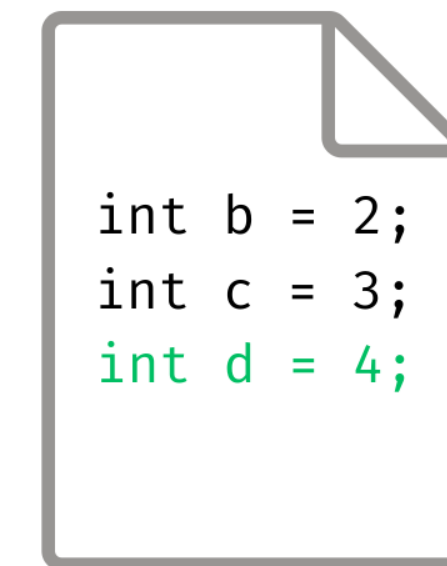 int b = 2;
int c = 3;
int d = 4;